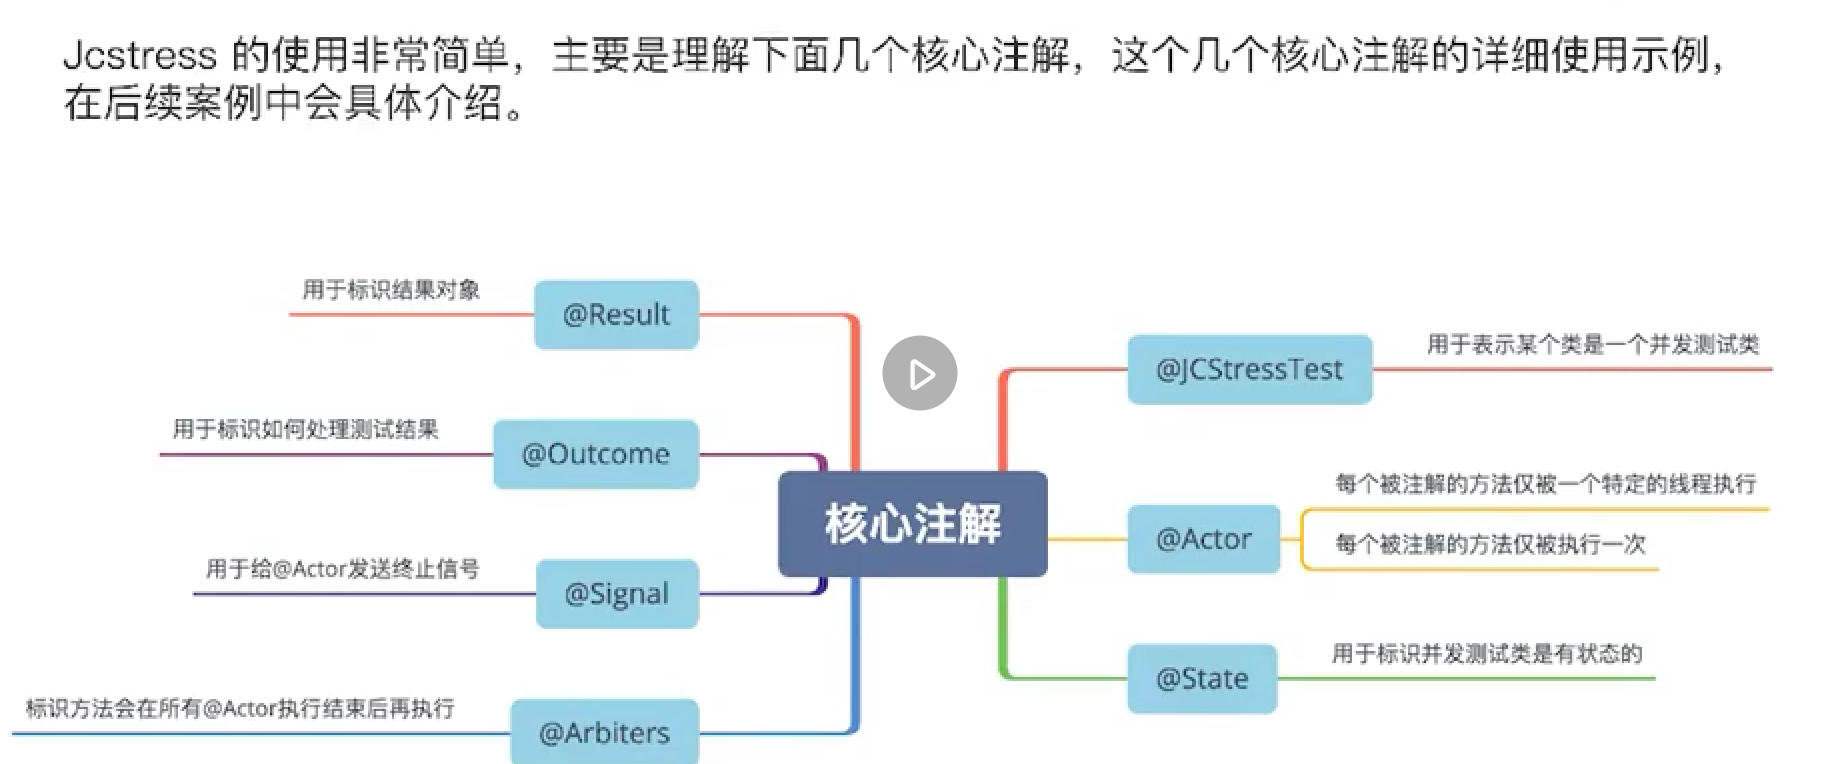 Jcstress 的使用非常简单，主要是理解下面几个核心注解，这个几个核心注解的详细使用示例，
在后续案例中会具体介绍。
用于标识结果对象
@Result
用于标识如何处理测试结果
@Outcome
用于给@Actor发送终止信号
@Signal
标识方法会在所有@Actor执行结束后再执行
@Arbiters
核心注解
@JCStressTest
用于表示某个类是一个并发测试类
@Actor
每个被注解的方法仅被一个特定的线程执行
每个被注解的方法仅被执行一次
@State
用于标识并发测试类是有状态的